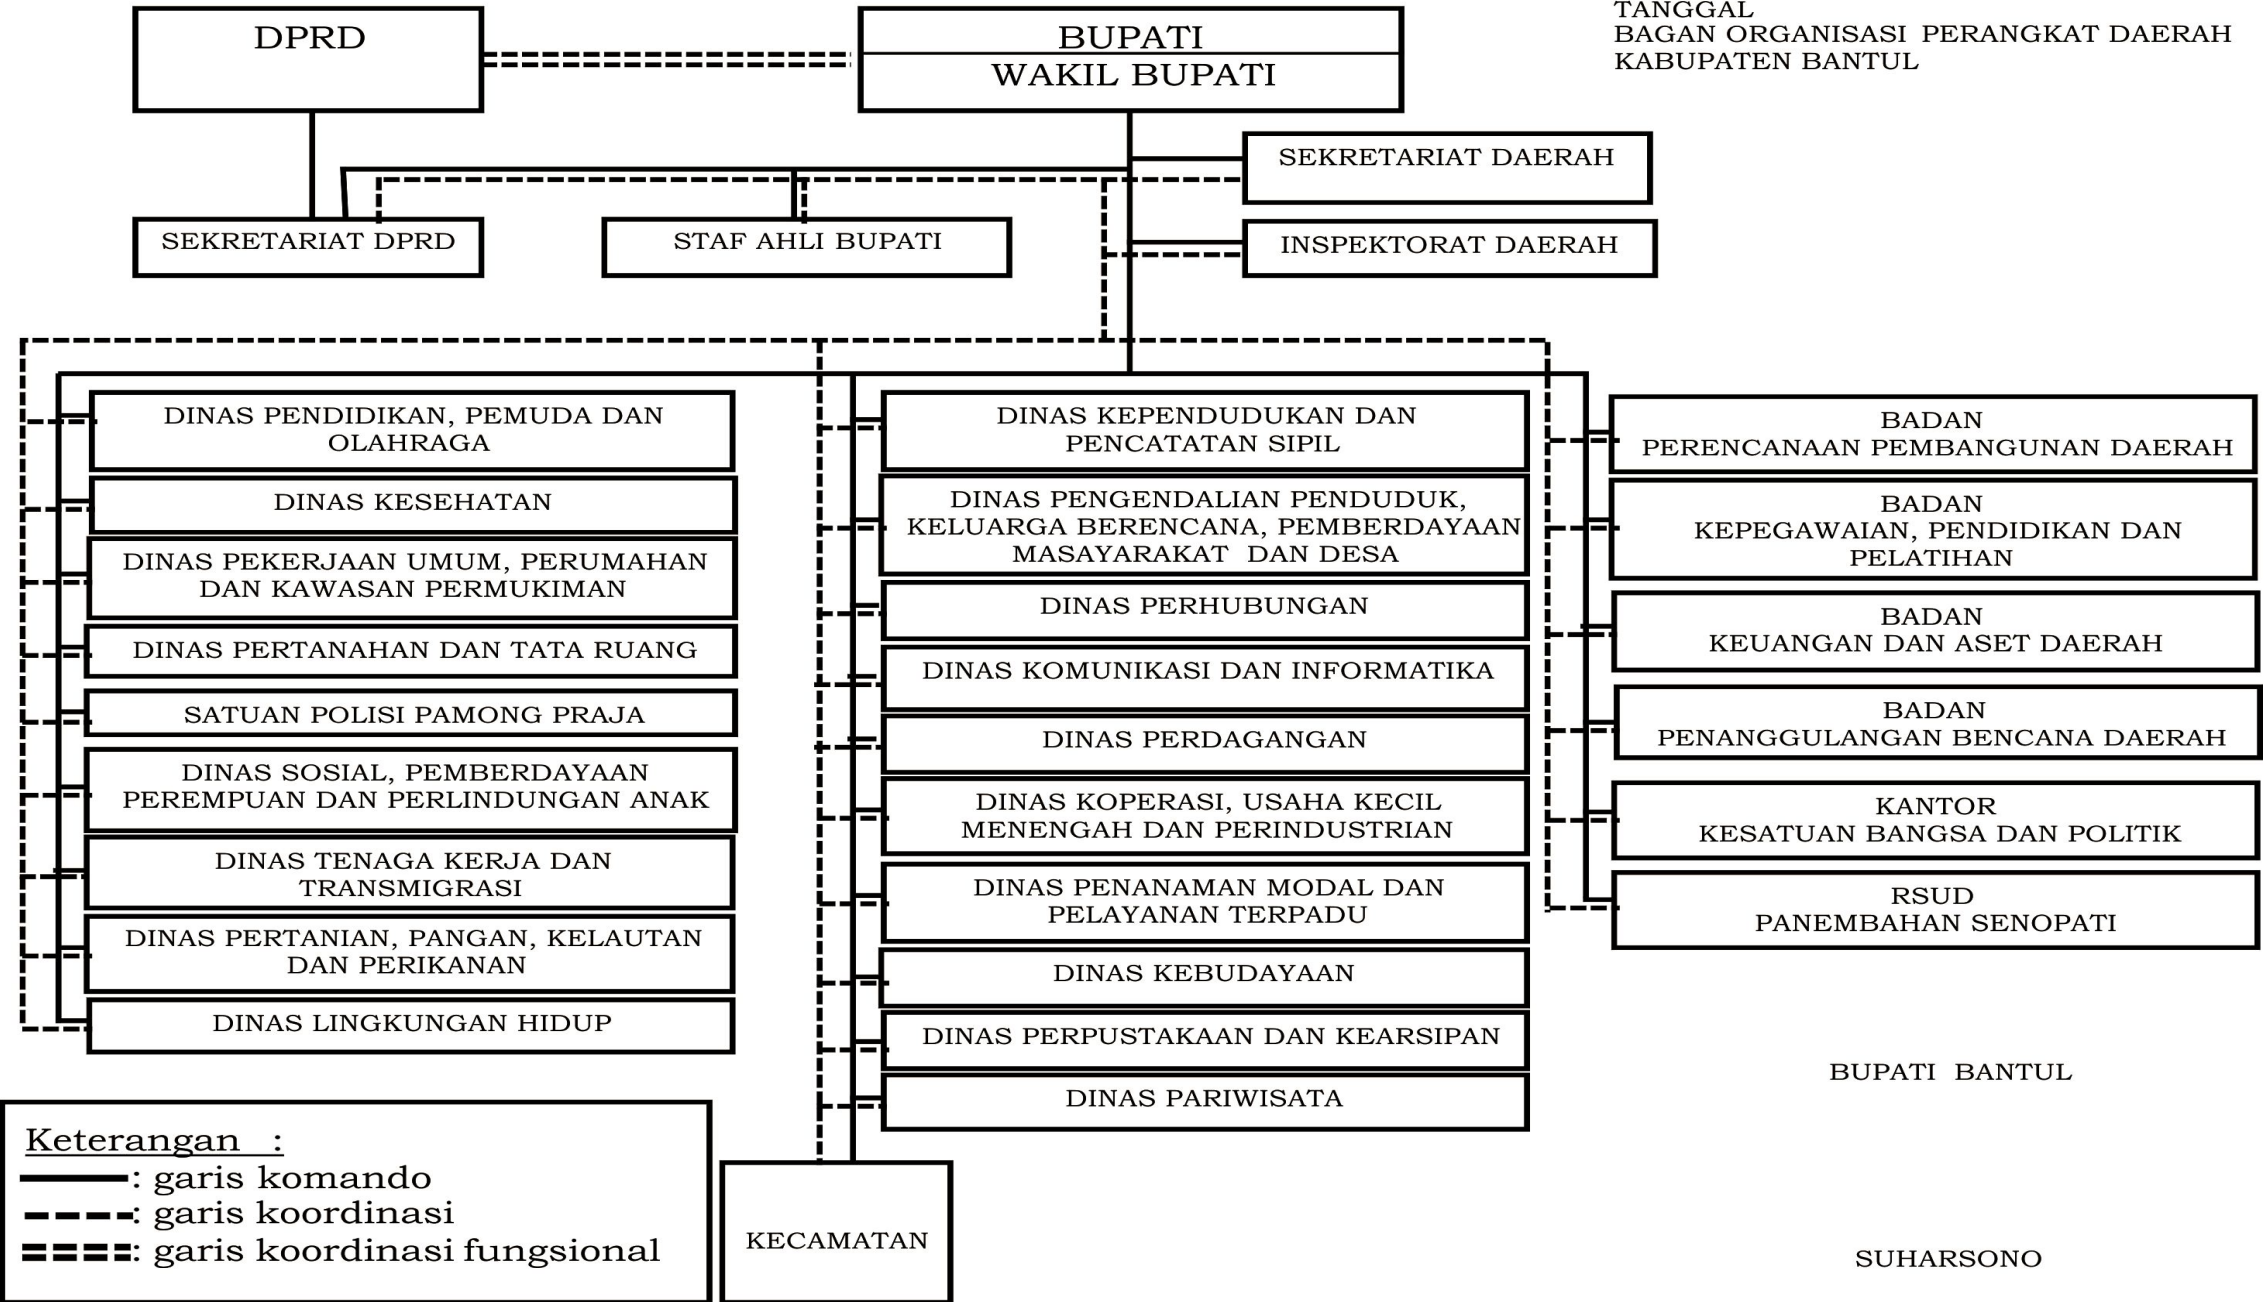 TANGGAL
BAGAN ORGANISASI PERANGKAT DAERAH
KABUPATEN BANTUL
DPRD
BUPATI
WAKIL BUPATI
SEKRETARIAT DAERAH
SEKRETARIAT DPRD
STAF AHLI BUPATI
INSPEKTORAT DAERAH
DINAS PENDIDIKAN, PEMUDA DAN
OLAHRAGA
DINAS KESEHATAN
DINAS PEKERJAAN UMUM, PERUMAHAN
DAN KAWASAN PERMUKIMAN
DINAS PERTANAHAN DAN TATA RUANG
SATUAN POLISI PAMONG PRAJA
DINAS SOSIAL, PEMBERDAYAAN
PEREMPUAN DAN PERLINDUNGAN ANAK
DINAS TENAGA KERJA DAN
TRANSMIGRASI
DINAS PERTANIAN, PANGAN, KELAUTAN
DAN PERIKANAN
DINAS LINGKUNGAN HIDUP
DINAS KEPENDUDUKAN DAN
PENCATATAN SIPIL
DINAS PENGENDALIAN PENDUDUK,
KELUARGA BERENCANA, PEMBERDAYAAN
MASAYARAKAT DAN DESA
DINAS PERHUBUNGAN
DINAS KOMUNIKASI DAN INFORMATIKA
DINAS PERDAGANGAN
DINAS KOPERASI, USAHA KECIL
MENENGAH DAN PERINDUSTRIAN
DINAS PENANAMAN MODAL DAN
PELAYANAN TERPADU
DINAS KEBUDAYAAN
DINAS PERPUSTAKAAN DAN KEARSIPAN
DINAS PARIWISATA
BADAN
PERENCANAAN PEMBANGUNAN DAERAH
BADAN
KEPEGAWAIAN, PENDIDIKAN DAN
PELATIHAN
BADAN
KEUANGAN DAN ASET DAERAH
BADAN
PENANGGULANGAN BENCANA DAERAH
KANTOR
KESATUAN BANGSA DAN POLITIK
RSUD
PANEMBAHAN SENOPATI
KECAMATAN
Keterangan :
: garis komando
: garis koordinasi
: garis koordinasi fungsional
BUPATI BANTUL
SUHARSONO